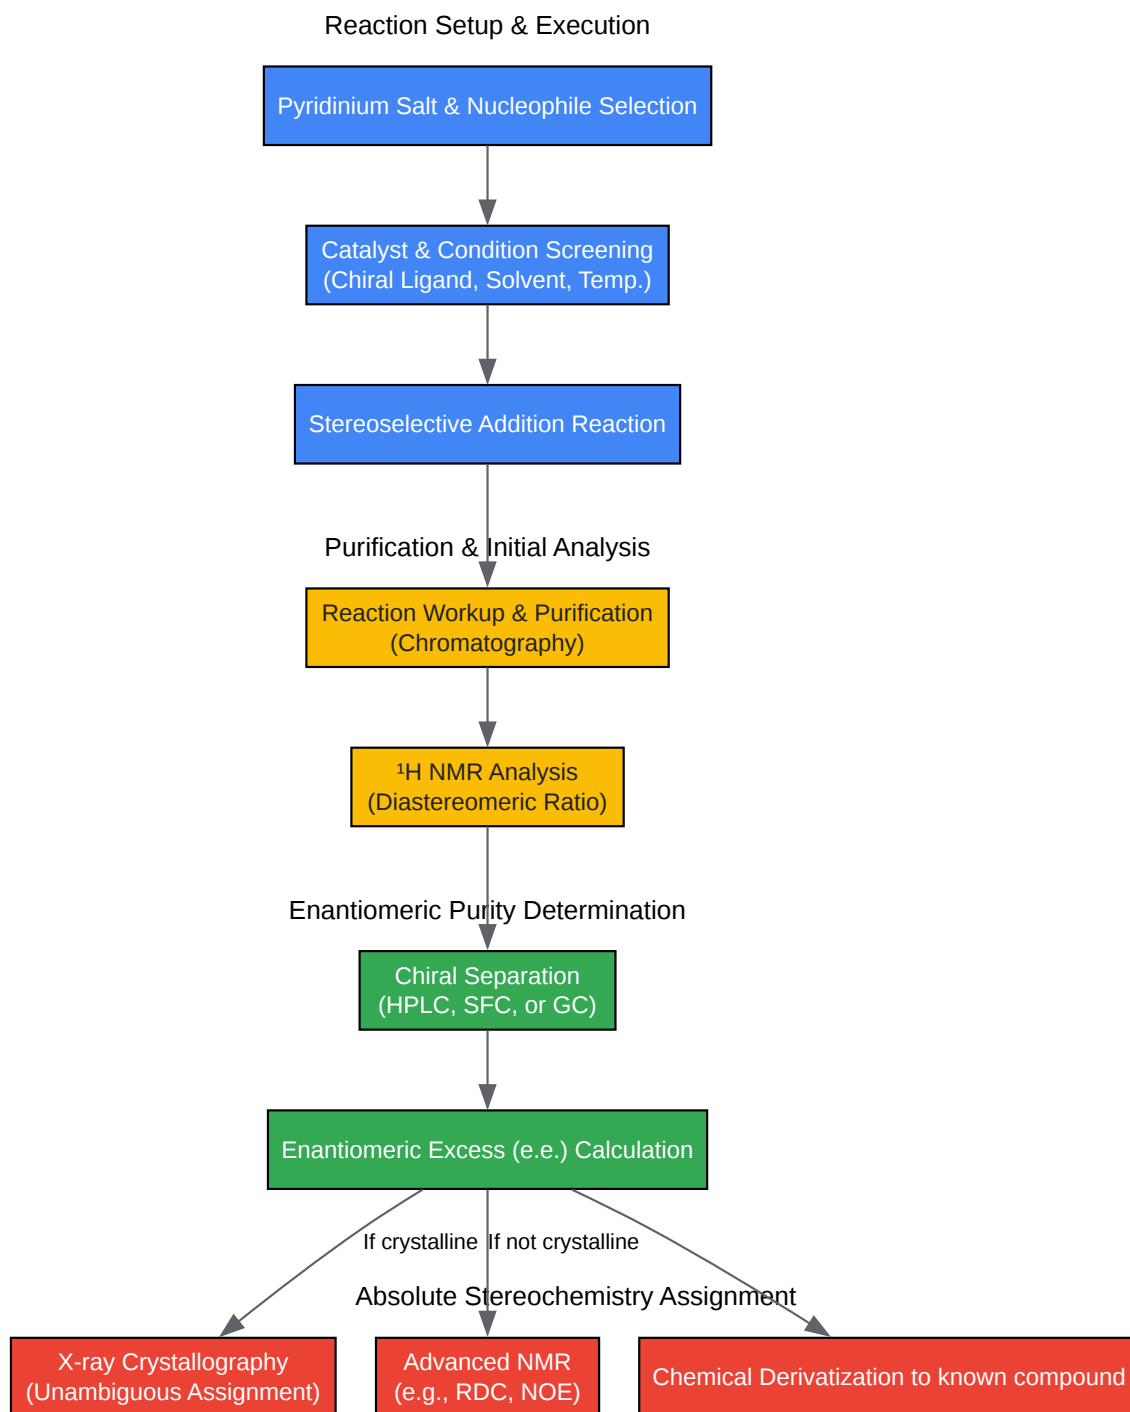 Reaction Setup & Execution
Pyridinium Salt & Nucleophile Selection
Catalyst & Condition Screening
(Chiral Ligand, Solvent, Temp.)
Stereoselective Addition Reaction
Purification & Initial Analysis
Reaction Workup & Purification
(Chromatography)
¹H NMR Analysis
(Diastereomeric Ratio)
Enantiomeric Purity Determination
Chiral Separation
(HPLC, SFC, or GC)
Enantiomeric Excess (e.e.) Calculation
If crystalline
If not crystalline
Absolute Stereochemistry Assignment
X-ray Crystallography
(Unambiguous Assignment)
Advanced NMR
(e.g., RDC, NOE)
Chemical Derivatization to known compound